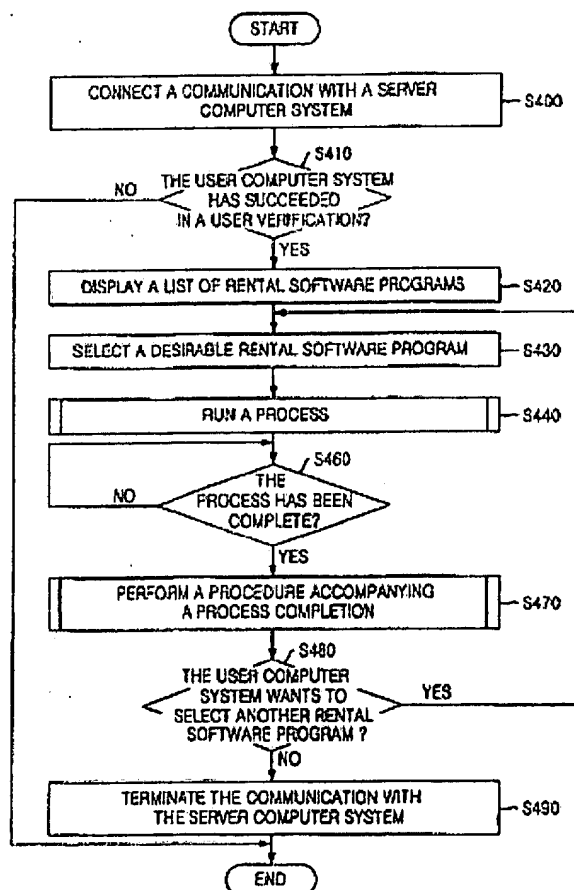 START
CONNECT A COMMUNICATION WITH A SERVER
COMPUTER SYSTEM
S400
S410
NO
THE USER COMPUTER SYSTEM
HAS SUCCEEDED
IN A USER VERIFICATION?
YES
DISPLAY A LIST OF RENTAL SOFTWARE PROGRAMS
S420
SELECT A DESIRABLE RENTAL SOFTWARE PROGRAM
S430
RUN A PROCESS
S440
S460
NO
THE
PROCESS HAS BEEN
COMPLETE?
YES
PERFORM A PROCEDURE ACCOMPANYING
A PROCESS COMPLETION
S470
S480
THE USER COMPUTER
SYSTEM WANTS TO
SELECT ANOTHER RENTAL
SOFTWARE PROGRAM ?
YES
NO
TERMINATE THE COMMUNICATION WITH
THE SERVER COMPUTER SYSTEM
S490
END